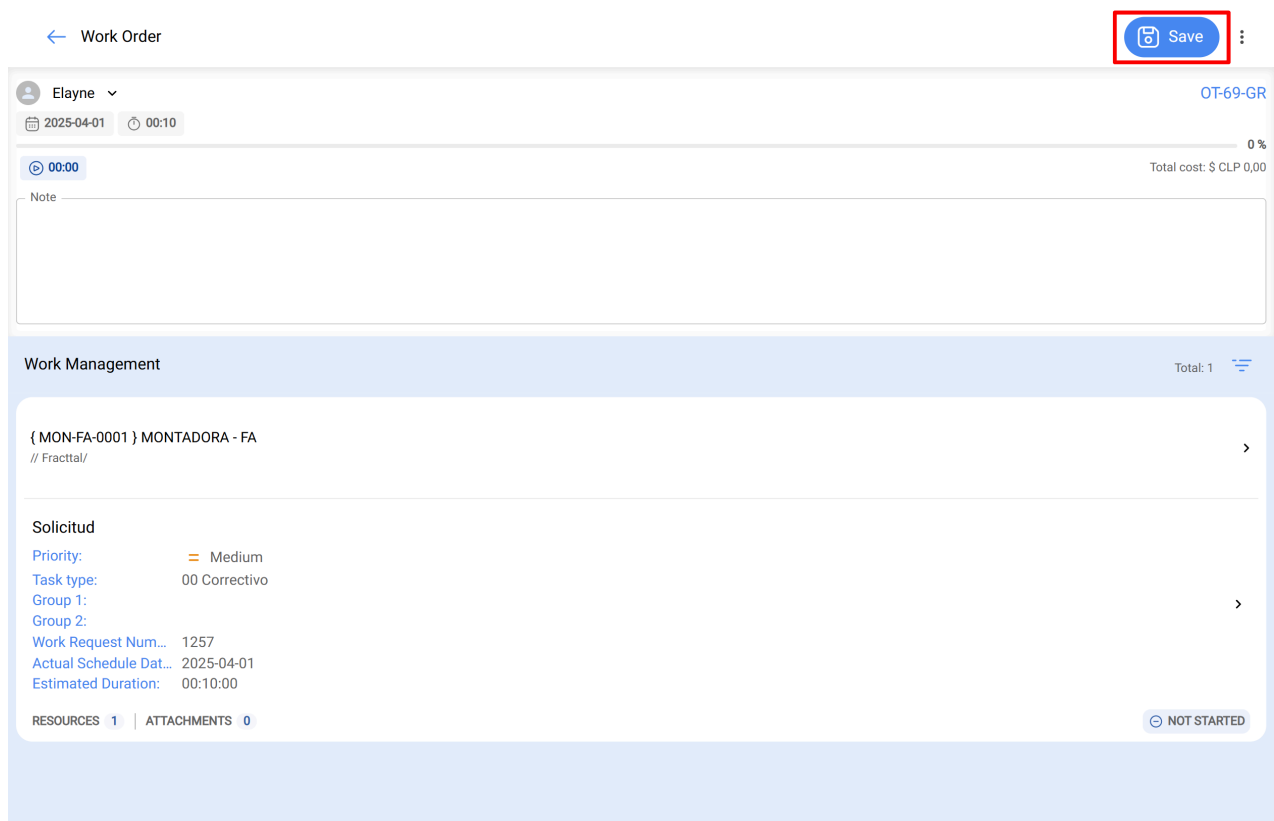 Work Order
Save
Elayne
OT-69-GR
2025-04-01 00:10
0 %
00:00
Total cost: $ CLP 0,00
Note
Work Management
Total: 1
{ MON-FA-0001 } MONTADORA - FA
// Fracttal/
Solicitud
Priority: Medium
Task type: 00 Correctivo
Group 1:
Group 2:
Work Request Num... 1257
Actual Schedule Dat... 2025-04-01
Estimated Duration: 00:10:00
RESOURCES 1 ATTACHMENTS 0
NOT STARTED